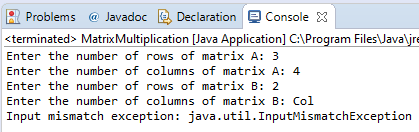 Problems @ Javadoc Declaration Console
<terminated> MatrixMultiplication [Java Application] C:\Program Files\Java\jre
Enter the number of rows of matrix A: 3
Enter the number of columns of matrix A: 4
Enter the number of rows of matrix B: 2
Enter the number of columns of matrix B: Col
Input mismatch exception: java.util.InputMismatchException